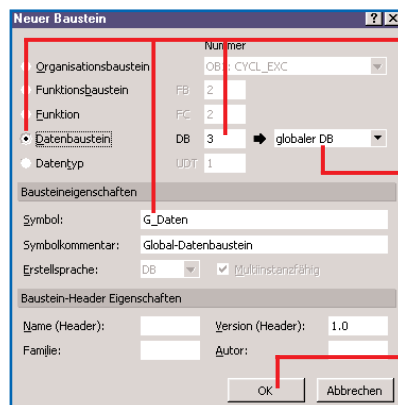 Neuer Baustein
Nummer
Organisationsbaustein OB1: CYCL_EXC
Funktionsbaustein FB 2
Funktion FC 2
Datenbaustein DB 3 globaler DB
Datentyp UDT 1
Bausteineigenschaften
Symbol: G_Daten
Symbolkommentar: Global-Datenbaustein
Erstellsprache: DB Multiinstanzfähig
Baustein-Header Eigenschaften
Name (Header): Version (Header): 1.0
Familie: Autor:
OK Abbrechen